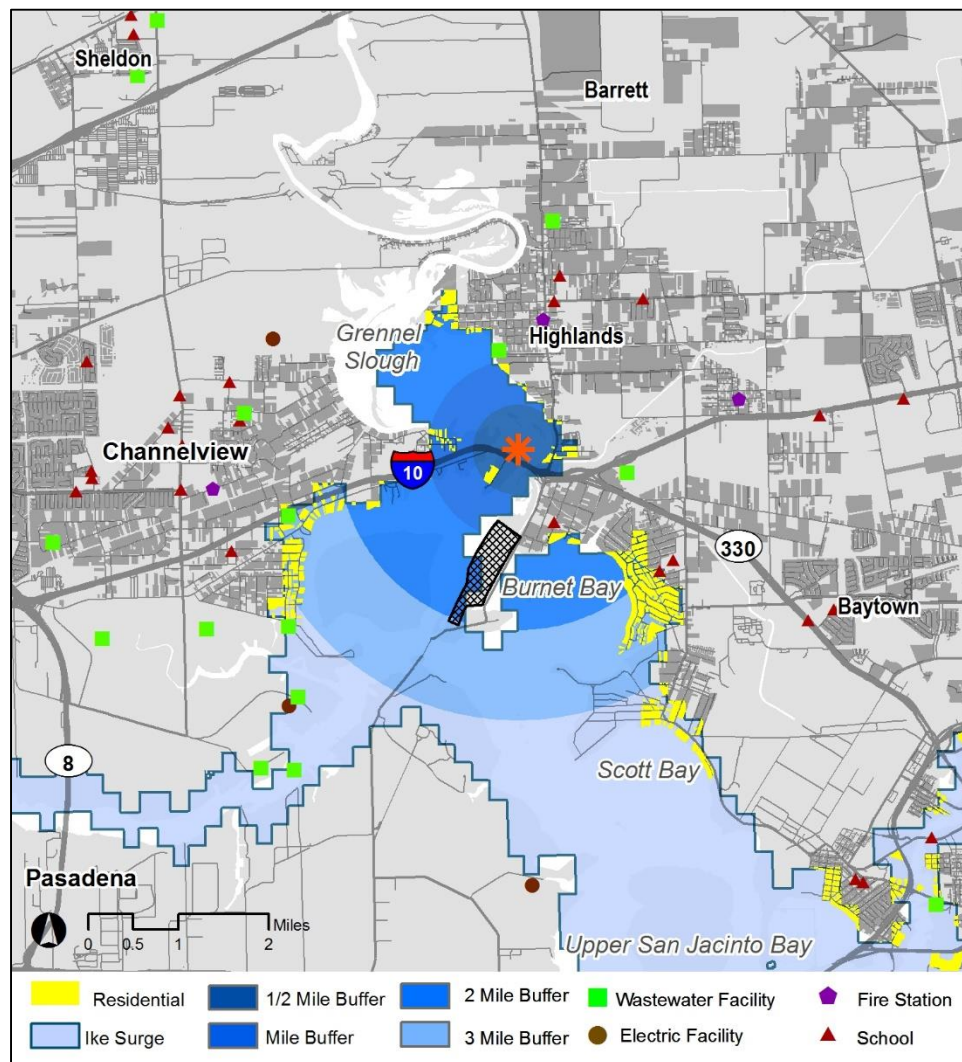 Sheldon
Barrett
Grennel
Slough
Highlands
Channelview
10
330
Burnet Bay
Baytown
8
Scott Bay
Pasadena
Miles
0 0.5 1 2
Upper San Jacinto Bay
Residential
1/2 Mile Buffer
2 Mile Buffer
Wastewater Facility
Fire Station
Ike Surge
Mile Buffer
3 Mile Buffer
Electric Facility
School